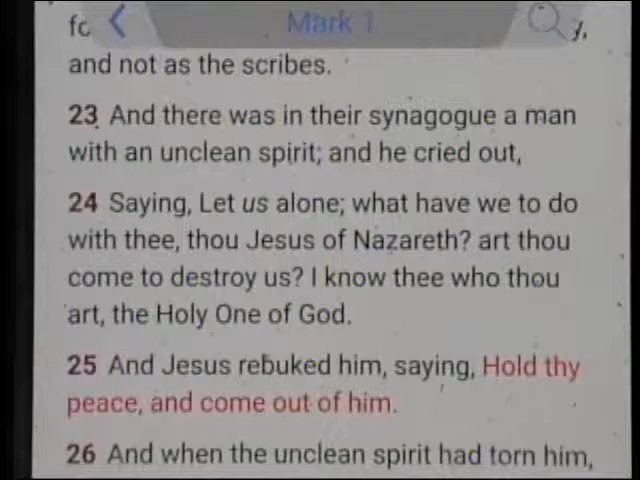 Mark 1
and not as the scribes.
23 And there was in their synagogue a man
with an unclean spirit; and he cried out,
24 Saying, Let us alone; what have we to do
with thee, thou Jesus of Nazareth? art thou
come to destroy us? I know thee who thou
art, the Holy One of God.
25 And Jesus rebuked him, saying, Hold thy
peace, and come out of him.
26 And when the unclean spirit had torn him,